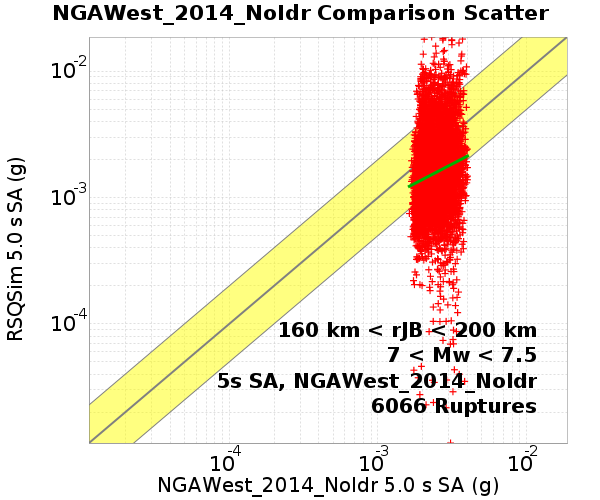 NGAWest_2014_NoIdr Comparison Scatter
RSQSim 5.0 s SA (g)
10-2
10-3
10-4
160 km < rJB < 200 km
7 < Mw < 7.5
5s SA, NGAWest_2014_NoIdr
6066 Ruptures
10-4
10-3
10-2
NGAWest_2014_NoIdr 5.0 s SA (g)